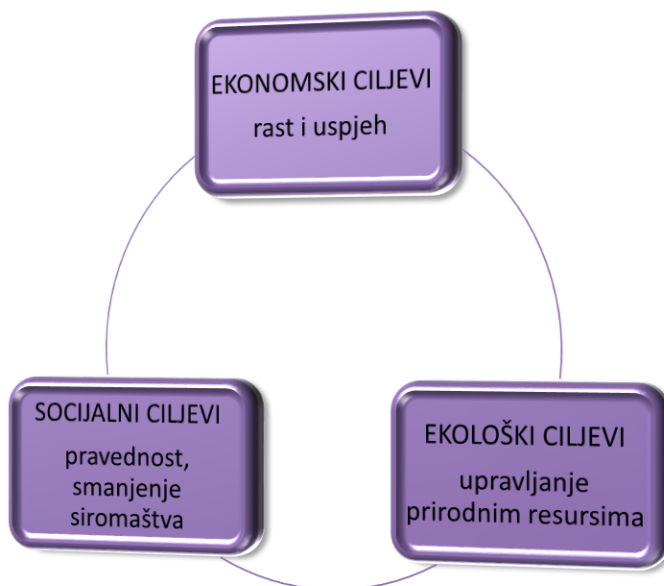 EKONOMSKI CILJEVI
rast i uspjeh
SOCIJALNI CILJEVI
pravednost,
smanjenje
siromaštva
EKOLOŠKI CILJEVI
upravljanje
prirodnim resursima